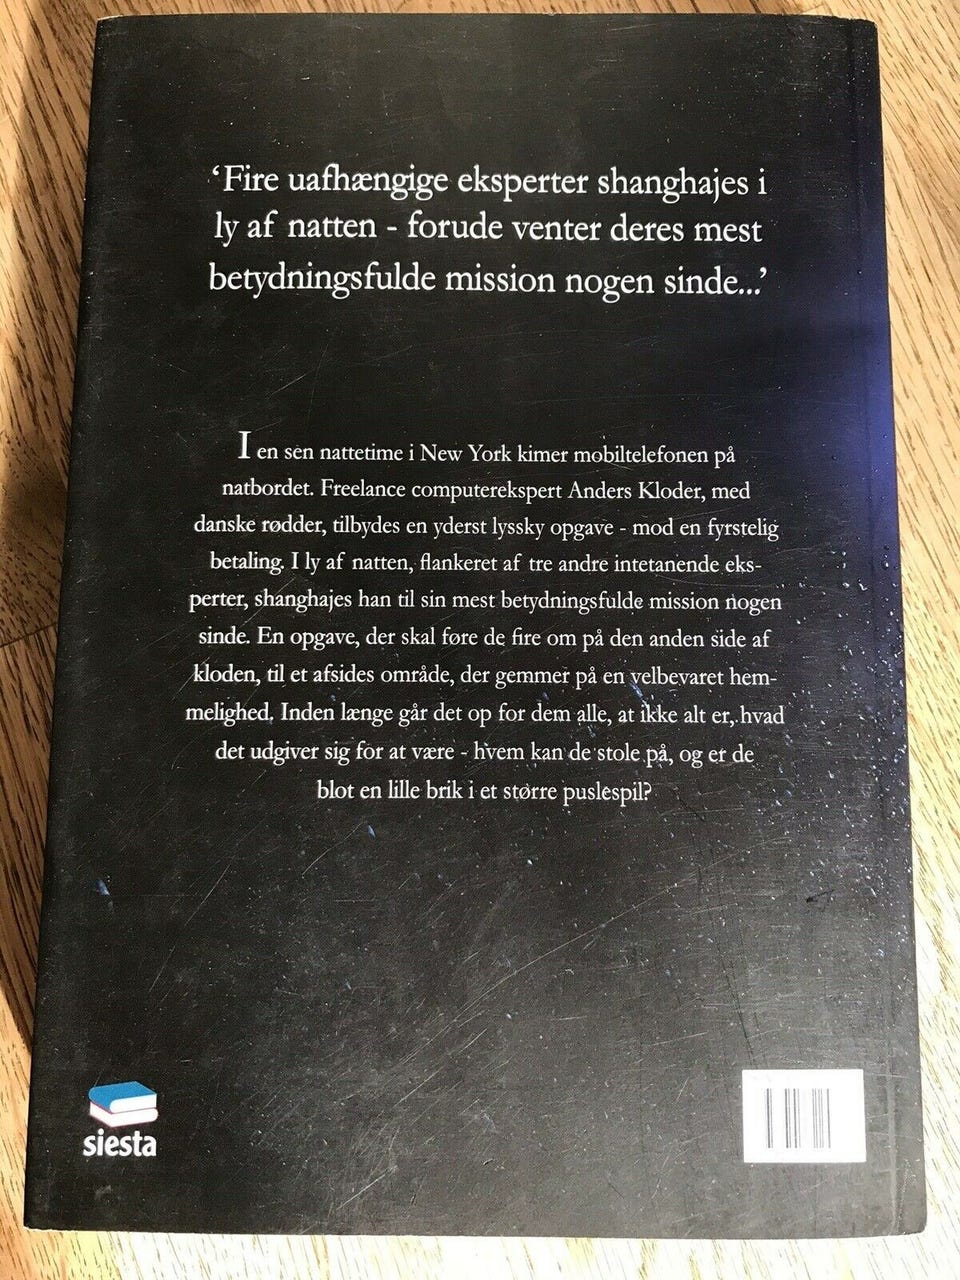 ‘Fire uafhængige eksperter shanghajes i
ly af natten - forude venter deres mest
betydningsfulde mission nogen sinde...’
I en sen nattetime i New York kimer mobiltelefonen på
natbordet. Freelance computerekspert Anders Kloder, med
danske rødder, tilbydes en yderst lyssky opgave - mod en fyrstelig
betaling. I ly af natten, flankeret af tre andre intetanende eks-
perter, shanghajes han til sin mest betydningsfulde mission nogen
sinde. En opgave, der skal føre de fire om på den anden side af
kloden, til et afsides område, der gemmer på en velbevaret hem-
melighed. Inden længe går det op for dem alle, at ikke alt er, hvad
det udgiver sig for at være - hvem kan de stole på, og er de
blot en lille brik i et større puslespil?
siesta